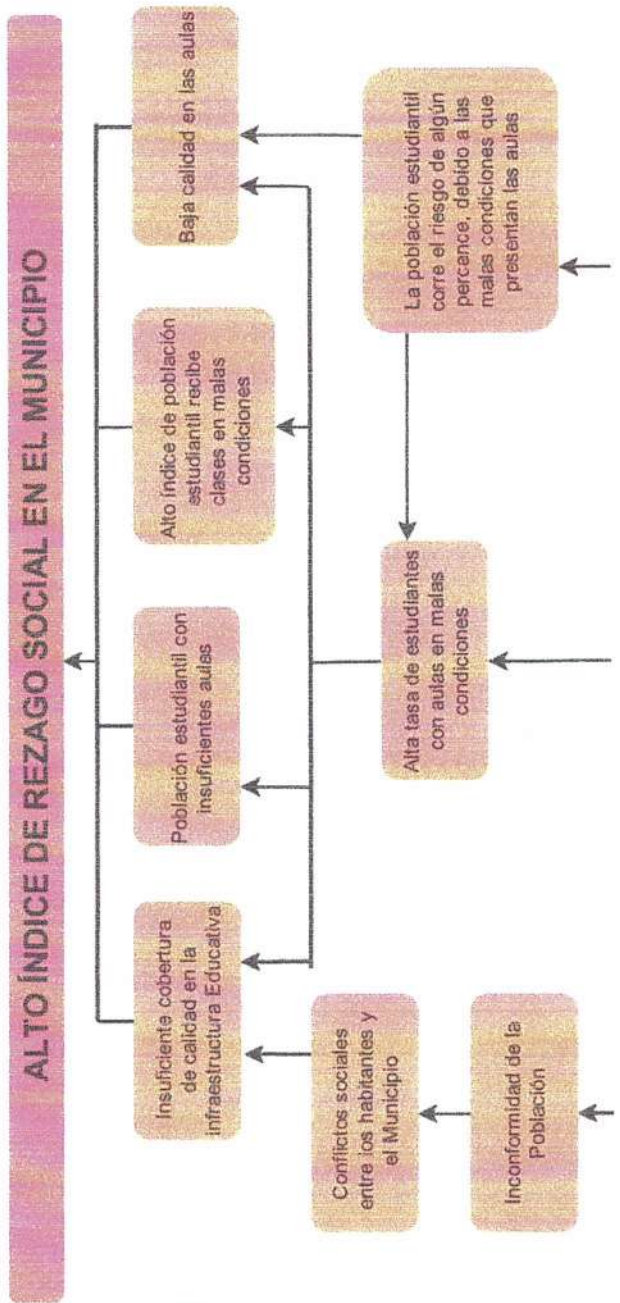 ALTO ÍNDICE DE REZAGO SOCIAL EN EL MUNICIPIO
Insuficiente cobertura
de calidad en la
infraestructura Educativa
Población estudiantil con
insuficientes aulas
Alto índice de población
estudiantil recibe
clases en malas
condiciones
Baja calidad en las aulas
Conflictos sociales
entre los habitantes y
el Municipio
Alta tasa de estudiantes
con aulas en malas
condiciones
La población estudiantil
corre el riesgo de algún
percance, debido a las
malas condiciones que
presentan las aulas
Inconformidad de la
Población